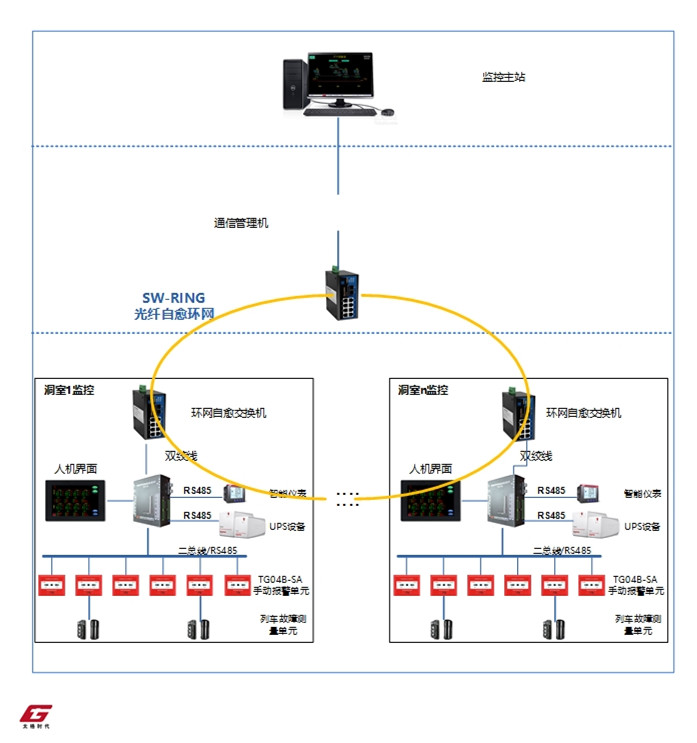 监控主站
通信管理机
SW-RING
光纤自愈环网
洞室1监控
环网自愈交换机
双绞线
人机界面
RS485
智能仪表
RS485
UPS设备
二总线/RS485
TG04B-SA
手动报警单元
列车故障测
量单元
洞室n监控
环网自愈交换机
双绞线
人机界面
RS485
智能仪表
RS485
UPS设备
二总线/RS485
TG04B-SA
手动报警单元
列车故障测
量单元
太格时代